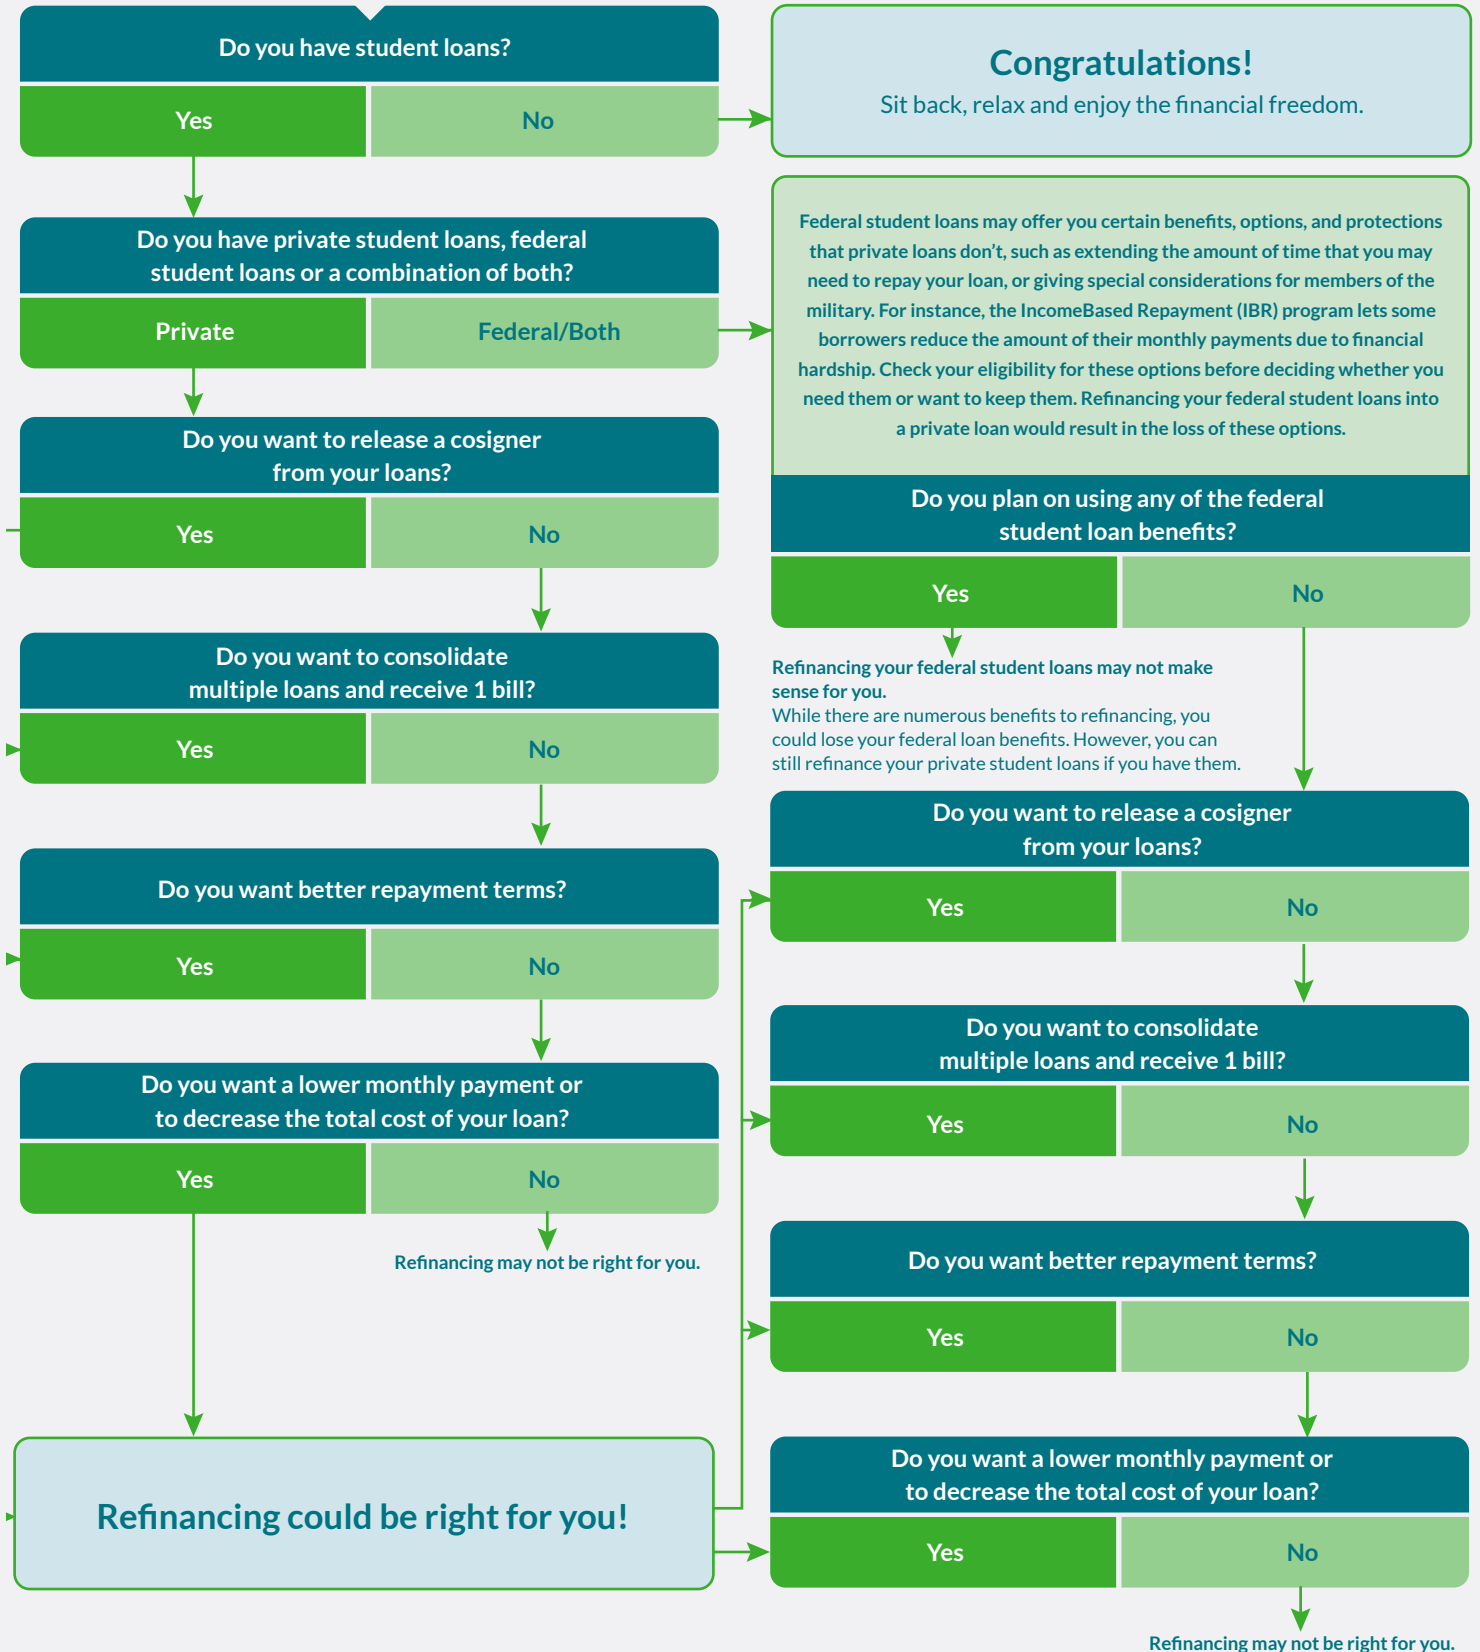 Do you have student loans?
Yes
No
Congratulations!
Sit back, relax and enjoy the financial freedom.
Do you have private student loans, federal
student loans or a combination of both?
Private
Federal/Both
Federal student loans may offer you certain benefits, options, and protections
that private loans don’t, such as extending the amount of time that you may
need to repay your loan, or giving special considerations for members of the
military. For instance, the IncomeBased Repayment (IBR) program lets some
borrowers reduce the amount of their monthly payments due to financial
hardship. Check your eligibility for these options before deciding whether you
need them or want to keep them. Refinancing your federal student loans into
a private loan would result in the loss of these options.
Do you plan on using any of the federal
student loan benefits?
Yes
No
Refinancing your federal student loans may not make
sense for you.
While there are numerous benefits to refinancing, you
could lose your federal loan benefits. However, you can
still refinance your private student loans if you have them.
Do you want to release a cosigner
from your loans?
Yes
No
Do you want to consolidate
multiple loans and receive 1 bill?
Yes
No
Do you want better repayment terms?
Yes
No
Do you want a lower monthly payment or
to decrease the total cost of your loan?
Yes
No
Refinancing may not be right for you.
Refinancing could be right for you!
Do you want to release a cosigner
from your loans?
Yes
No
Do you want to consolidate
multiple loans and receive 1 bill?
Yes
No
Do you want better repayment terms?
Yes
No
Do you want a lower monthly payment or
to decrease the total cost of your loan?
Yes
No
Refinancing may not be right for you.